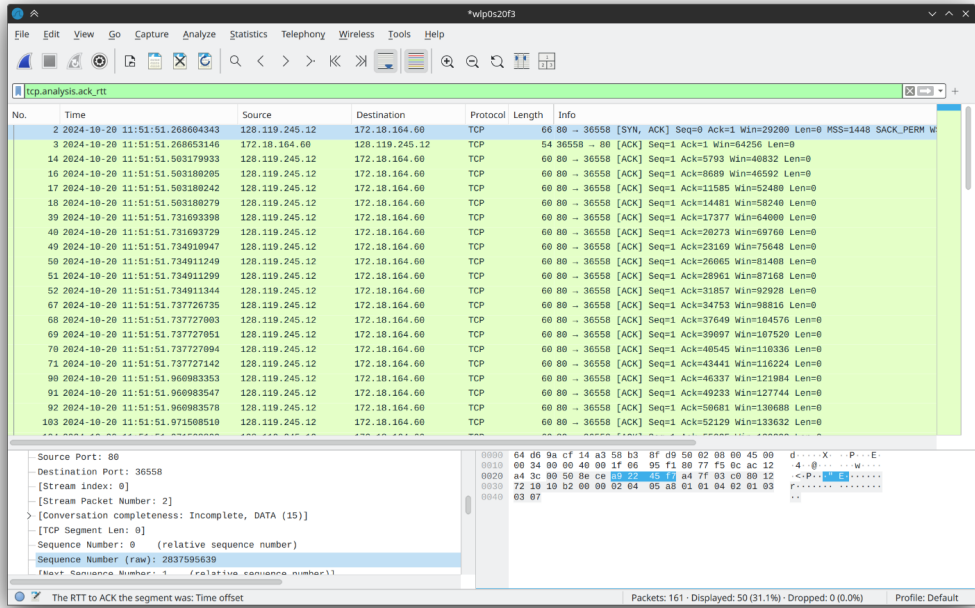 *wlp0s20f3
File Edit View Go Capture Analyze Statistics Telephony Wireless Tools Help
tcp.analysis.ack_rtt
No. Time Source Destination Protocol Length Info
2 2024-10-20 11:51:51.268604343 128.119.245.12 172.18.164.60 TCP 66 80 → 36558 [SYN, ACK] Seq=0 Ack=1 Win=29200 Len=0 MSS=1448 SACK_PERM W
3 2024-10-20 11:51:51.268653146 172.18.164.60 128.119.245.12 TCP 54 36558 → 80 [ACK] Seq=1 Ack=1 Win=64256 Len=0
14 2024-10-20 11:51:51.503179933 128.119.245.12 172.18.164.60 TCP 60 80 → 36558 [ACK] Seq=1 Ack=5793 Win=40832 Len=0
16 2024-10-20 11:51:51.503180205 128.119.245.12 172.18.164.60 TCP 60 80 → 36558 [ACK] Seq=1 Ack=8689 Win=46592 Len=0
17 2024-10-20 11:51:51.503180242 128.119.245.12 172.18.164.60 TCP 60 80 → 36558 [ACK] Seq=1 Ack=11585 Win=52480 Len=0
18 2024-10-20 11:51:51.503180279 128.119.245.12 172.18.164.60 TCP 60 80 → 36558 [ACK] Seq=1 Ack=14481 Win=58240 Len=0
39 2024-10-20 11:51:51.731693398 128.119.245.12 172.18.164.60 TCP 60 80 → 36558 [ACK] Seq=1 Ack=17377 Win=64000 Len=0
40 2024-10-20 11:51:51.731693729 128.119.245.12 172.18.164.60 TCP 60 80 → 36558 [ACK] Seq=1 Ack=20273 Win=69760 Len=0
49 2024-10-20 11:51:51.734910947 128.119.245.12 172.18.164.60 TCP 60 80 → 36558 [ACK] Seq=1 Ack=23169 Win=75648 Len=0
50 2024-10-20 11:51:51.734911249 128.119.245.12 172.18.164.60 TCP 60 80 → 36558 [ACK] Seq=1 Ack=26065 Win=81408 Len=0
51 2024-10-20 11:51:51.734911299 128.119.245.12 172.18.164.60 TCP 60 80 → 36558 [ACK] Seq=1 Ack=28961 Win=87168 Len=0
52 2024-10-20 11:51:51.734911344 128.119.245.12 172.18.164.60 TCP 60 80 → 36558 [ACK] Seq=1 Ack=31857 Win=92928 Len=0
67 2024-10-20 11:51:51.737726735 128.119.245.12 172.18.164.60 TCP 60 80 → 36558 [ACK] Seq=1 Ack=34753 Win=98816 Len=0
68 2024-10-20 11:51:51.737727003 128.119.245.12 172.18.164.60 TCP 60 80 → 36558 [ACK] Seq=1 Ack=37649 Win=104576 Len=0
69 2024-10-20 11:51:51.737727051 128.119.245.12 172.18.164.60 TCP 60 80 → 36558 [ACK] Seq=1 Ack=39097 Win=107520 Len=0
70 2024-10-20 11:51:51.737727094 128.119.245.12 172.18.164.60 TCP 60 80 → 36558 [ACK] Seq=1 Ack=40545 Win=110336 Len=0
71 2024-10-20 11:51:51.737727142 128.119.245.12 172.18.164.60 TCP 60 80 → 36558 [ACK] Seq=1 Ack=43441 Win=116224 Len=0
90 2024-10-20 11:51:51.960983353 128.119.245.12 172.18.164.60 TCP 60 80 → 36558 [ACK] Seq=1 Ack=46337 Win=121984 Len=0
91 2024-10-20 11:51:51.960983547 128.119.245.12 172.18.164.60 TCP 60 80 → 36558 [ACK] Seq=1 Ack=49233 Win=127744 Len=0
92 2024-10-20 11:51:51.960983578 128.119.245.12 172.18.164.60 TCP 60 80 → 36558 [ACK] Seq=1 Ack=50681 Win=130688 Len=0
103 2024-10-20 11:51:51.971508510 128.119.245.12 172.18.164.60 TCP 60 80 → 36558 [ACK] Seq=1 Ack=52129 Win=133632 Len=0
Source Port: 80
Destination Port: 36558
[Stream index: 0]
[Stream Packet Number: 2]
[Conversation completeness: Incomplete, DATA (15)]
[TCP Segment Len: 0]
Sequence Number: 0 (relative sequence number)
Sequence Number (raw): 2837595639
[Next Sequence Number: 1 (relative sequence number)]
0000 64 d6 9a cf 14 a3 58 b3 8f d9 50 02 08 00 45 00 d·····X· ··P···E·
0010 00 34 00 00 40 00 1f 06 95 f1 80 77 f5 0c ac 12 ·4··@··· ···w····
0020 a4 3c 00 50 8e ce a9 22 45 f7 a4 7f 03 c0 80 12 ·<·P···" E·······
0030 72 10 10 b2 00 00 02 04 05 a8 01 01 04 02 01 03 r······· ········
0040 03 07 ··
The RTT to ACK the segment was: Time offset
Packets: 161 · Displayed: 50 (31.1%) · Dropped: 0 (0.0%)
Profile: Default